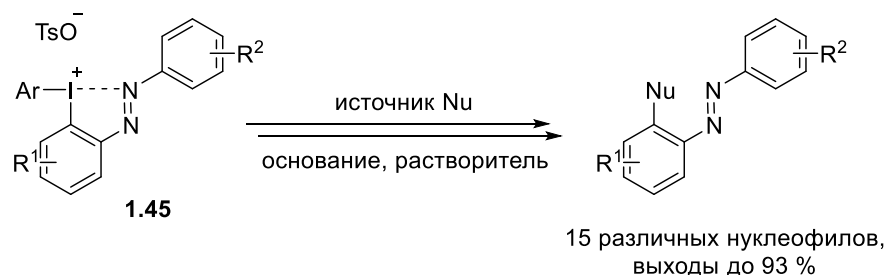 TsO⁻
R²
Ar I⁺ N
N
R¹
1.45
источник Nu
основание, растворитель
R²
Nu N
N
R¹
15 различных нуклеофилов,
выходы до 93 %